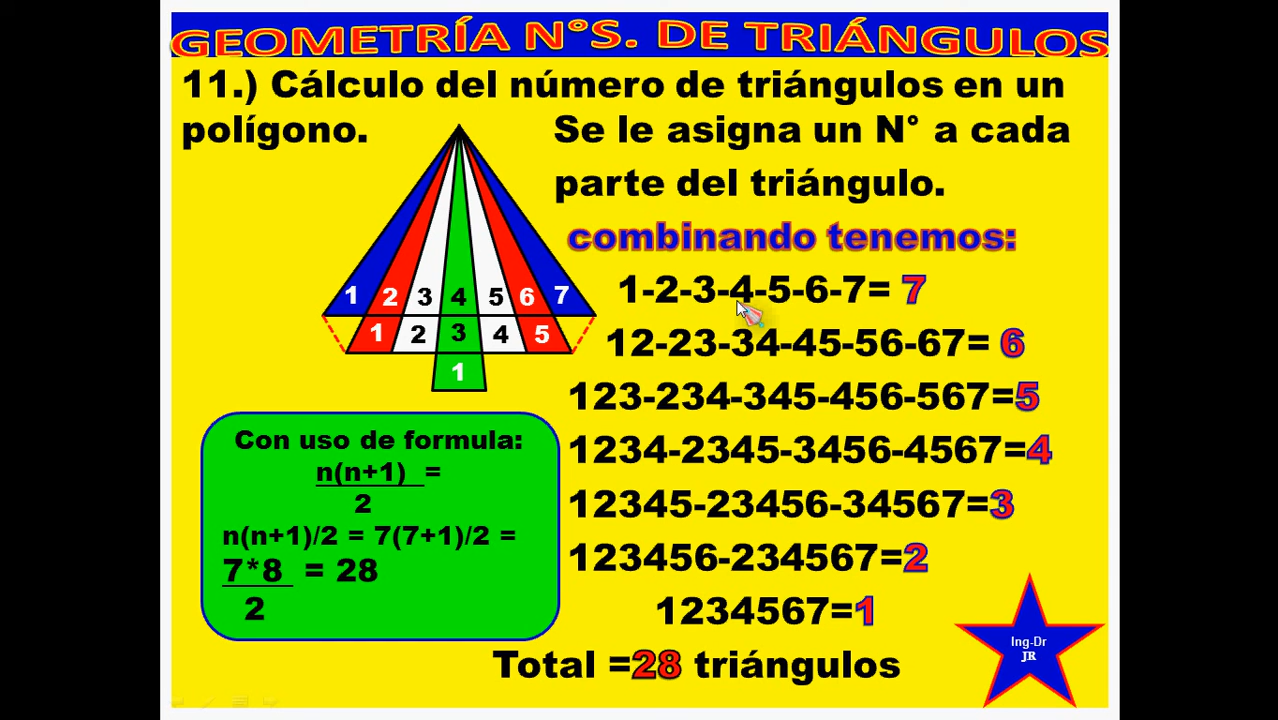 GEOMETRÍA N°S. DE TRIÁNGULOS
11.) Cálculo del número de triángulos en un
polígono.
Se le asigna un N° a cada
parte del triángulo.
combinando tenemos:
1-2-3-4-5-6-7= 7
12-23-34-45-56-67= 6
123-234-345-456-567=5
1234-2345-3456-4567=4
12345-23456-34567=3
123456-234567=2
1234567=1
Total =28 triángulos
1 2 3 4 5 6 7
1 2 3 4 5
1
Con uso de formula:
n(n+1) =
2
n(n+1)/2 = 7(7+1)/2 =
7*8 = 28
2
Ing-Dr
JR